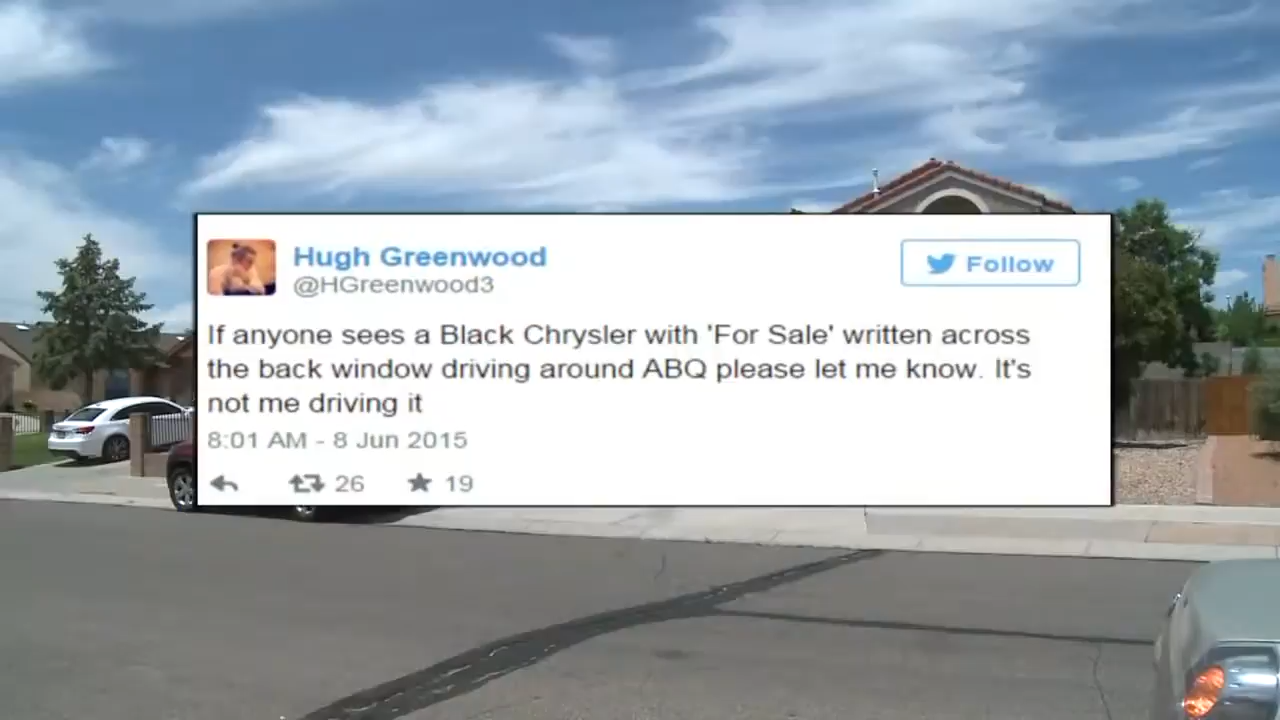 Hugh Greenwood
@HGreenwood3
Follow
If anyone sees a Black Chrysler with 'For Sale' written across
the back window driving around ABQ please let me know. It's
not me driving it
8:01 AM - 8 Jun 2015
26 19